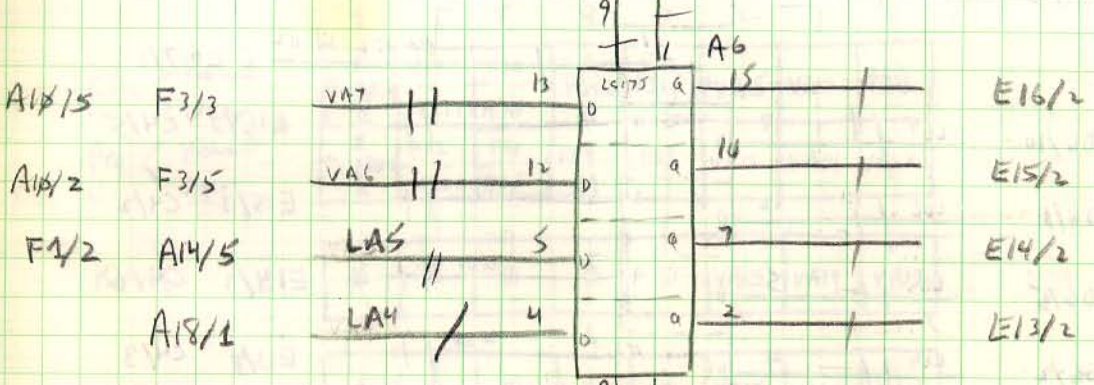 9
1 A6
A10/5 F3/3 VA7 13 D LS175 Q 15 E16/2
A10/2 F3/5 VA6 12 D Q 14 E15/2
F1/2 A14/5 LA5 5 D Q 7 E14/2
A18/1 LA4 4 D Q 2 E13/2